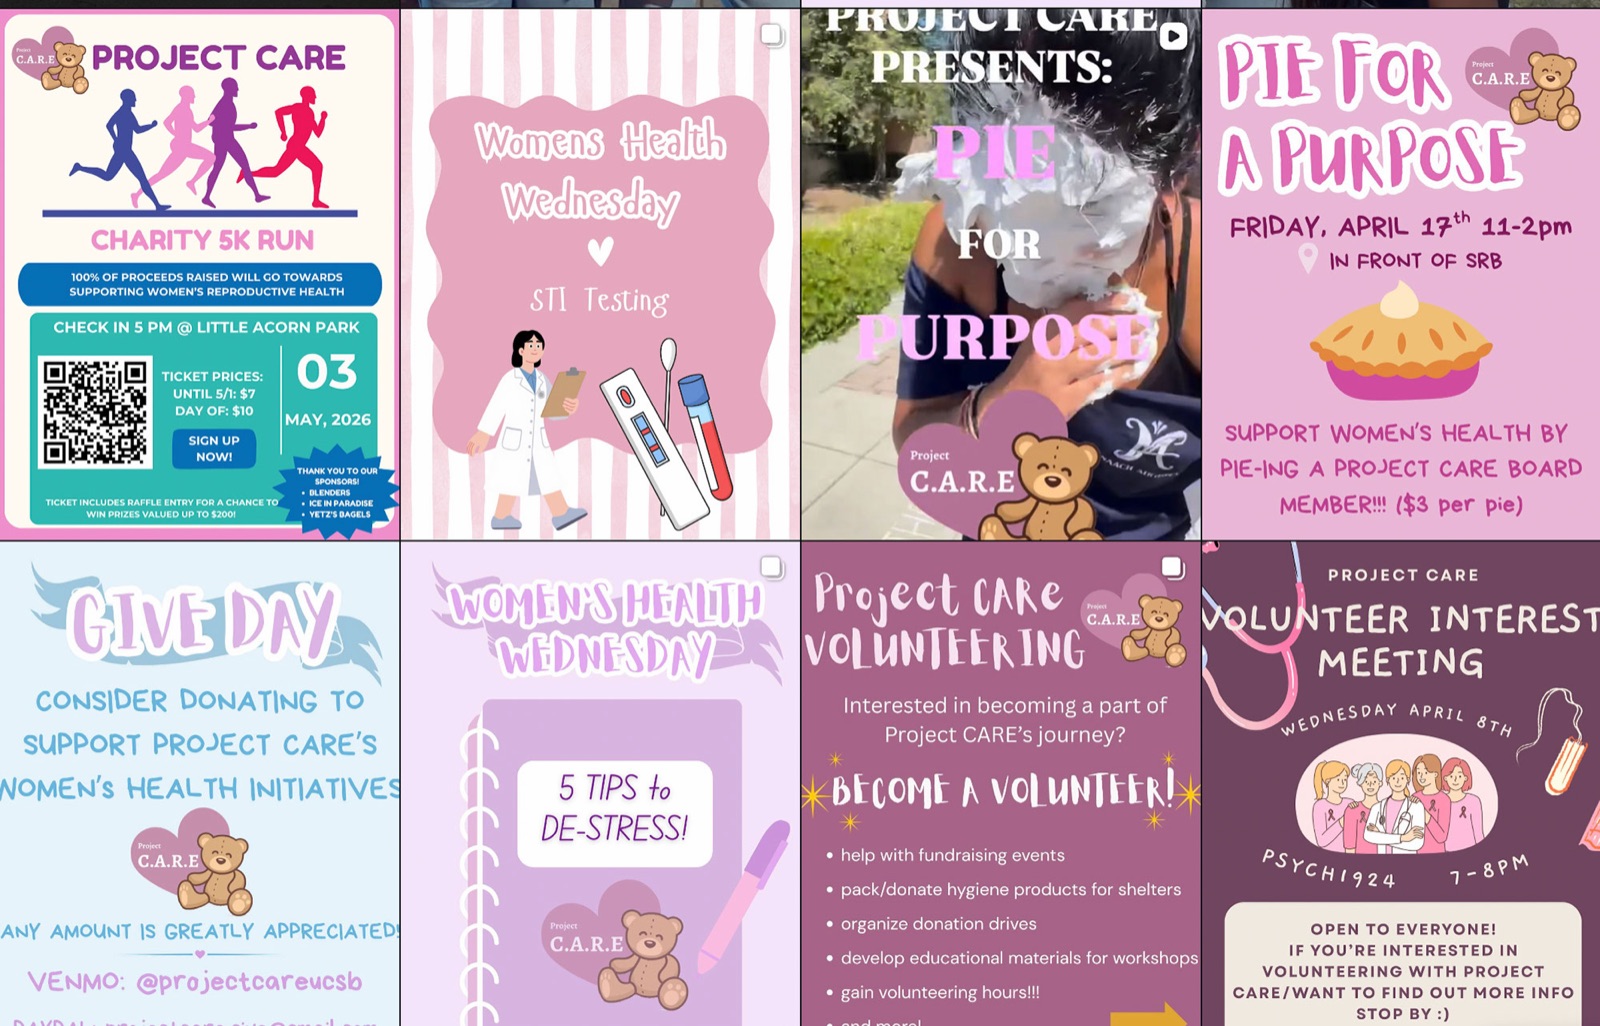 Project
C.A.R.E
PROJECT CARE
CHARITY 5K RUN
100% OF PROCEEDS RAISED WILL GO TOWARDS
SUPPORTING WOMEN'S REPRODUCTIVE HEALTH
CHECK IN 5 PM @ LITTLE ACORN PARK
TICKET PRICES:
UNTIL 5/1: $7
DAY OF: $10
SIGN UP
NOW!
03
MAY, 2026
THANK YOU TO OUR
SPONSORS!
• BLENDERS
• ICE IN PARADISE
• YETZ'S BAGELS
TICKET INCLUDES RAFFLE ENTRY FOR A CHANCE TO
WIN PRIZES VALUED UP TO $200!
Womens Health
Wednesday
STI Testing
PROJECT CARE
PRESENTS:
PIE
FOR
PURPOSE
Project
C.A.R.E
PIE FOR
A PURPOSE
Project
C.A.R.E
FRIDAY, APRIL 17th 11-2pm
IN FRONT OF SRB
SUPPORT WOMEN'S HEALTH BY
PIE-ING A PROJECT CARE BOARD
MEMBER!!! ($3 per pie)
GIVE DAY
CONSIDER DONATING TO
SUPPORT PROJECT CARE'S
WOMEN'S HEALTH INITIATIVES
Project
C.A.R.E
ANY AMOUNT IS GREATLY APPRECIATED!
VENMO: @projectcareucsb
WOMEN'S HEALTH
WEDNESDAY
5 TIPS to
DE-STRESS!
Project
C.A.R.E
Project CARE
VOLUNTEERING
Project
C.A.R.E
Interested in becoming a part of
Project CARE's journey?
BECOME A VOLUNTEER!
• help with fundraising events
• pack/donate hygiene products for shelters
• organize donation drives
• develop educational materials for workshops
• gain volunteering hours!!!
• and more!
PROJECT CARE
VOLUNTEER INTEREST
MEETING
WEDNESDAY APRIL 8TH
PSYCH1924 7-8PM
OPEN TO EVERYONE!
IF YOU'RE INTERESTED IN
VOLUNTEERING WITH PROJECT
CARE/WANT TO FIND OUT MORE INFO
STOP BY :)